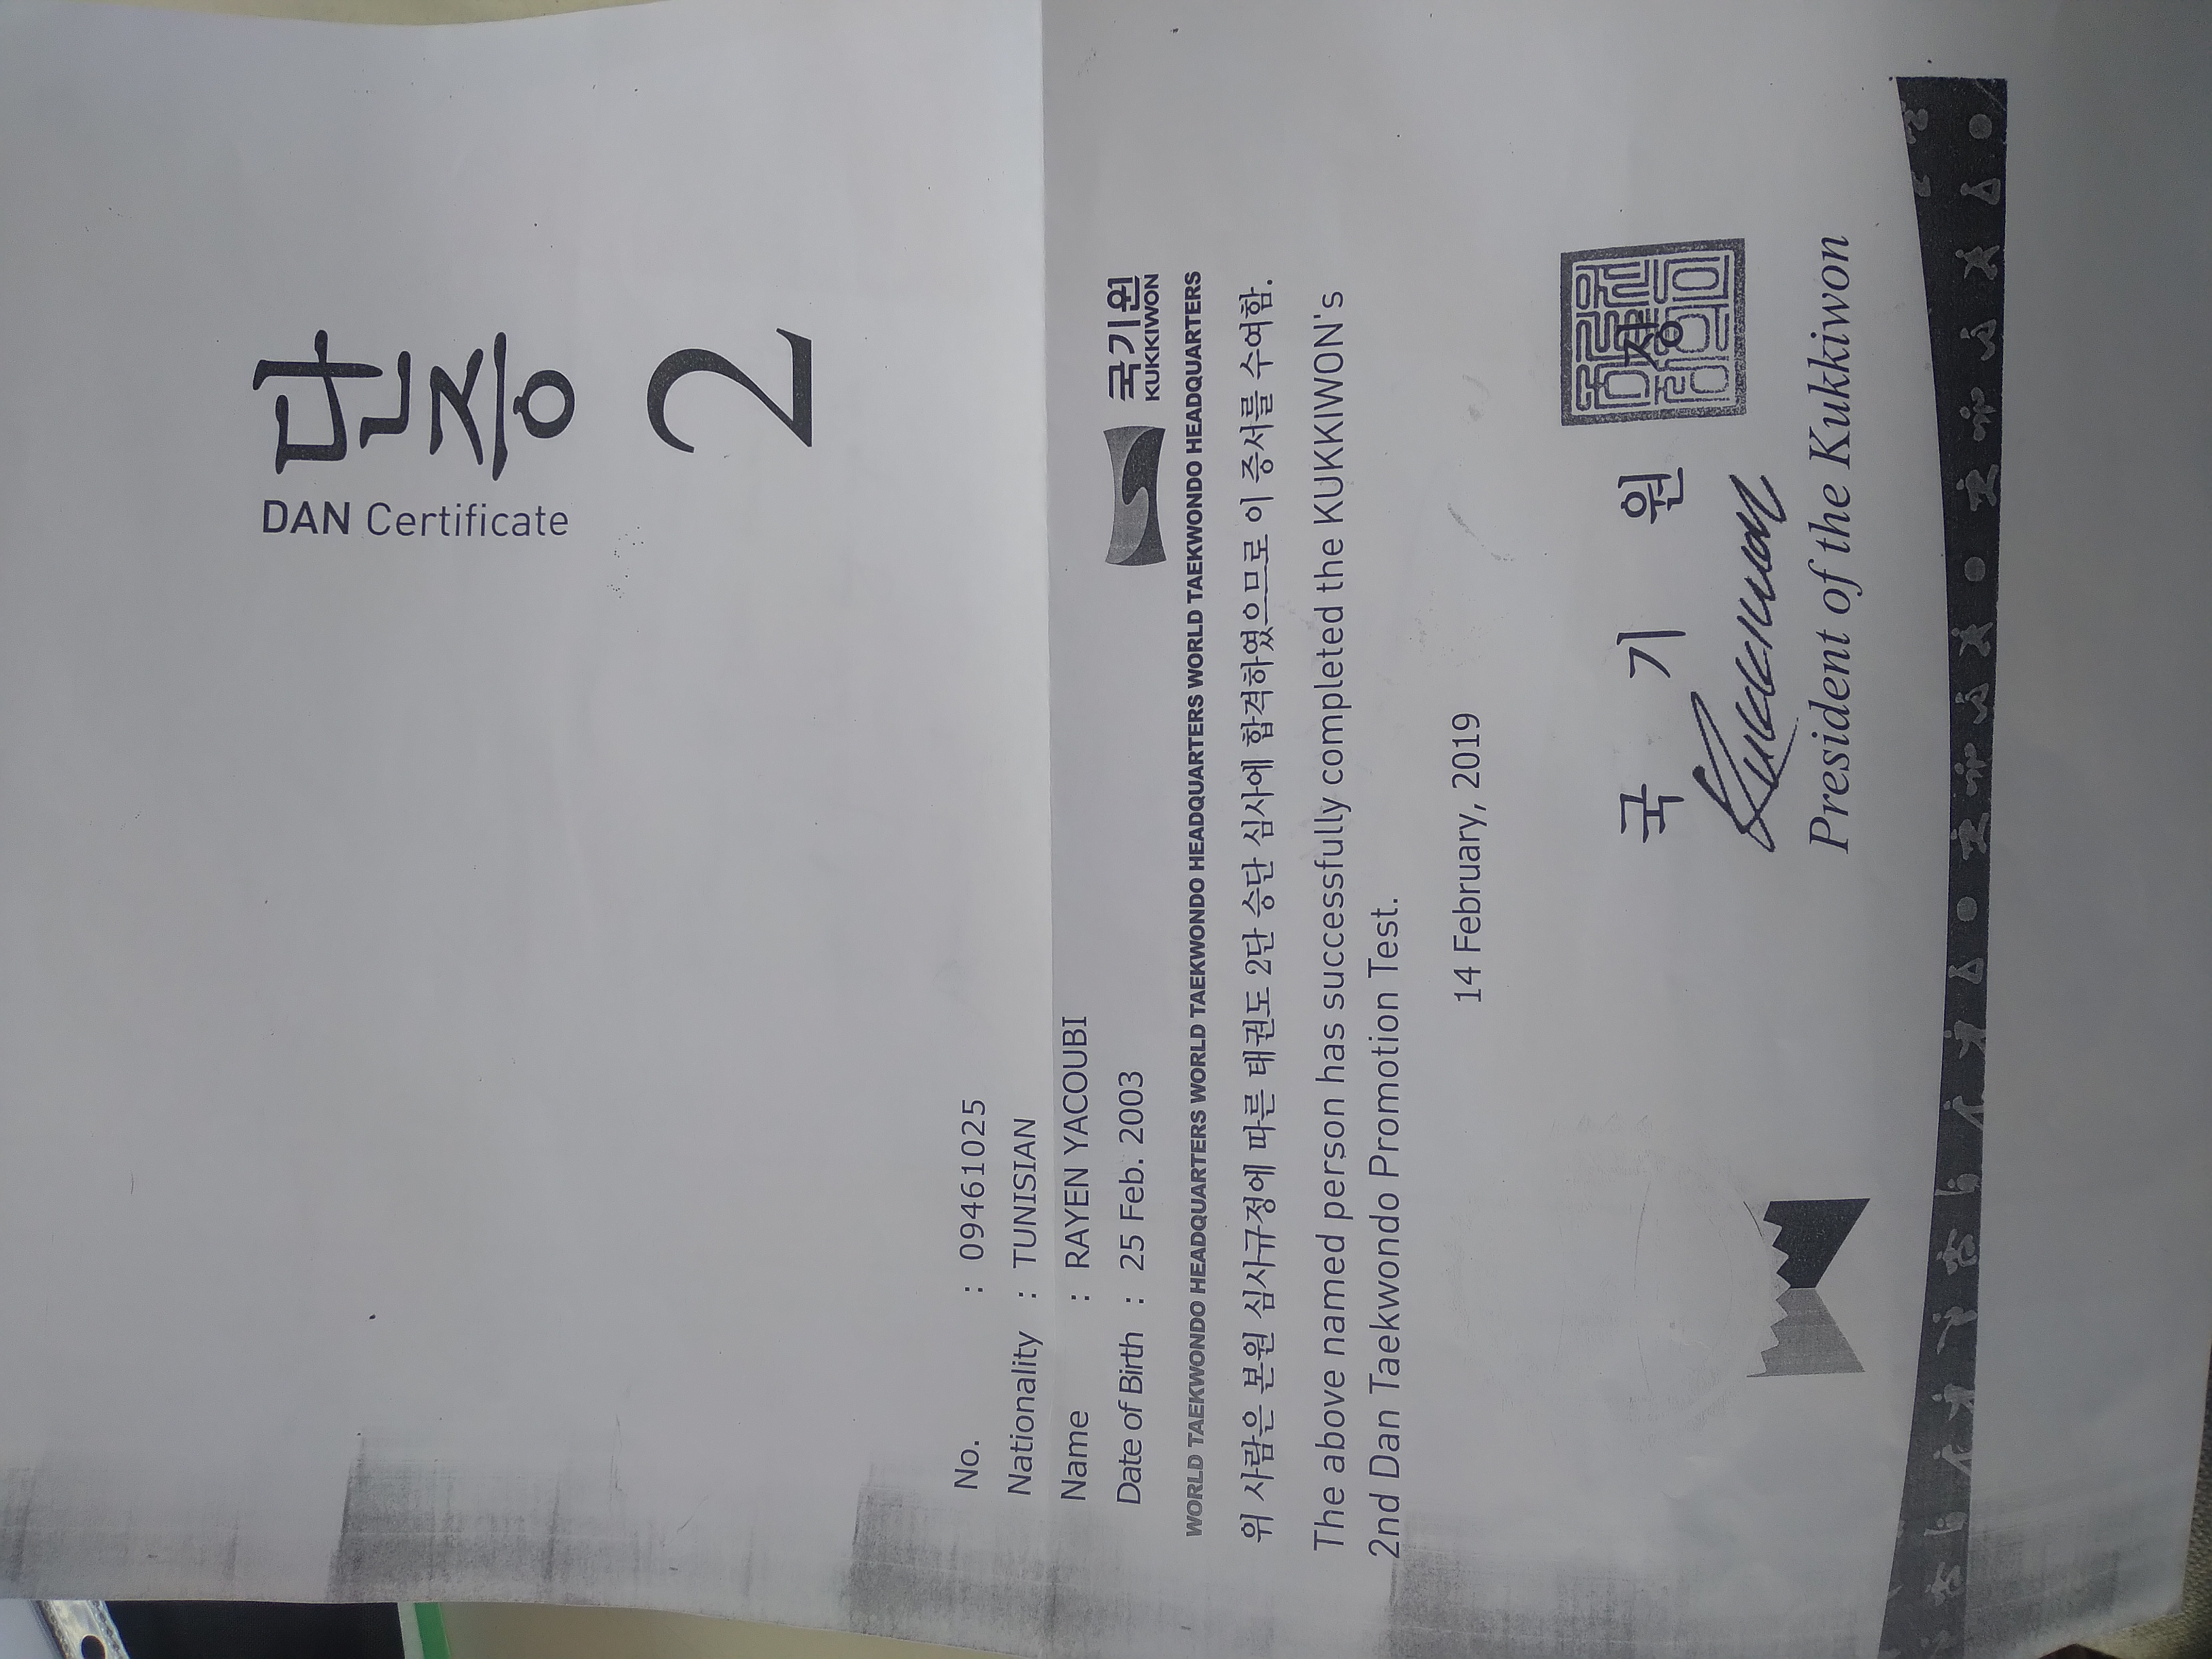 단증
DAN Certificate
2
No. : 09461025
Nationality : TUNISIAN
Name : RAYEN YACOUBI
Date of Birth : 25 Feb. 2003
국기원
KUKKIWON
WORLD TAEKWONDO HEADQUARTERS WORLD TAEKWONDO HEADQUARTERS WORLD TAEKWONDO HEADQUARTERS WORLD TAEKWONDO HEADQUARTERS
위 사람은 본원 심사규정에 따른 태권도 2단 승단 심사에 합격하였으므로 이 증서를 수여함.
The above named person has successfully completed the KUKKIWON's
2nd Dan Taekwondo Promotion Test.
14 February, 2019
국 기 원 장
President of the Kukkiwon